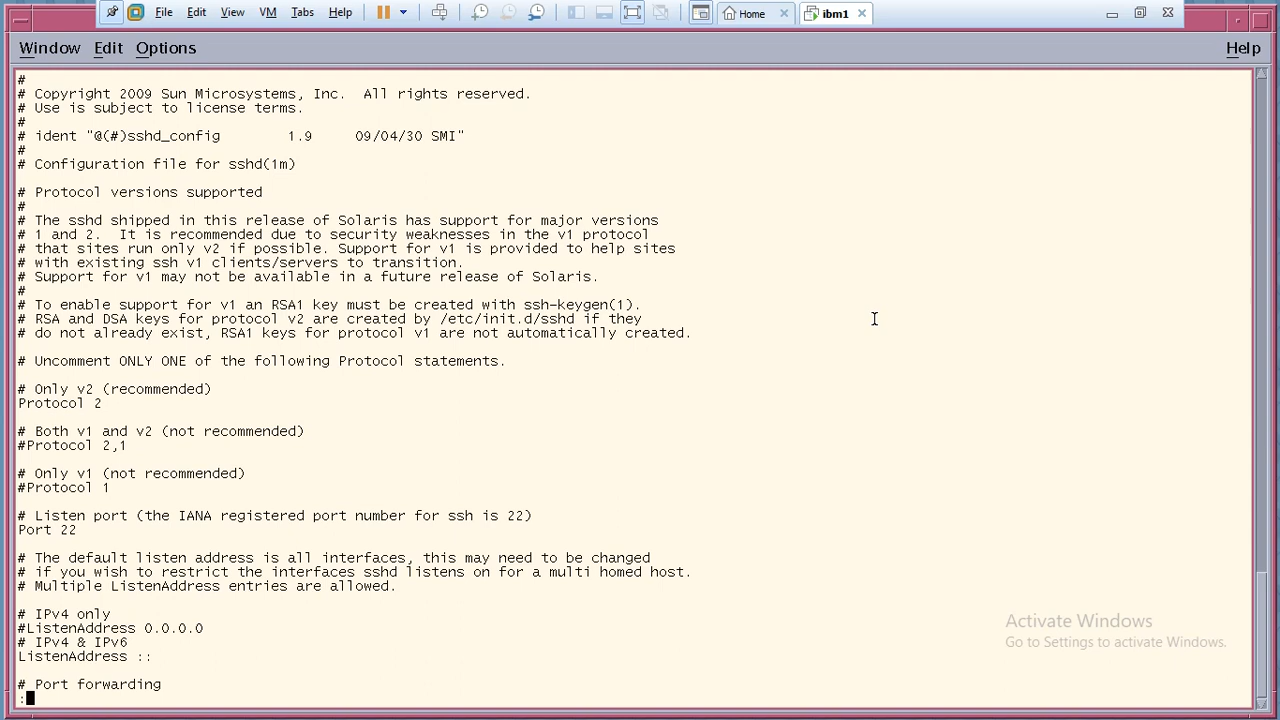 File Edit View VM Tabs Help Home ibm1
Window Edit Options Help
#
# Copyright 2009 Sun Microsystems, Inc.  All rights reserved.
# Use is subject to license terms.
#
# ident "@(#)sshd_config        1.9     09/04/30 SMI"
#
# Configuration file for sshd(1m)
# Protocol versions supported
#
# The sshd shipped in this release of Solaris has support for major versions
# 1 and 2.  It is recommended due to security weaknesses in the v1 protocol
# that sites run only v2 if possible. Support for v1 is provided to help sites
# with existing ssh v1 clients/servers to transition.
# Support for v1 may not be available in a future release of Solaris.
#
# To enable support for v1 an RSA1 key must be created with ssh-keygen(1).
# RSA and DSA keys for protocol v2 are created by /etc/init.d/sshd if they
# do not already exist, RSA1 keys for protocol v1 are not automatically created.
# Uncomment ONLY ONE of the following Protocol statements.
# Only v2 (recommended)
Protocol 2
# Both v1 and v2 (not recommended)
#Protocol 2,1
# Only v1 (not recommended)
#Protocol 1
# Listen port (the IANA registered port number for ssh is 22)
Port 22
# The default listen address is all interfaces, this may need to be changed
# if you wish to restrict the interfaces sshd listens on for a multi homed host.
# Multiple ListenAddress entries are allowed.
# IPv4 only
#ListenAddress 0.0.0.0
# IPv4 & IPv6
ListenAddress ::
# Port forwarding
:
Activate Windows
Go to Settings to activate Windows.